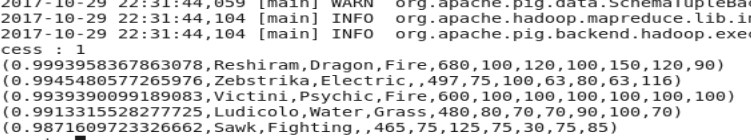 2017-10-29 22:31:44,059 [main] WARN  org.apache.pig.data.SchemaTupleBac
2017-10-29 22:31:44,104 [main] INFO  org.apache.hadoop.mapreduce.lib.in
2017-10-29 22:31:44,104 [main] INFO  org.apache.pig.backend.hadoop.exec
cess : 1
(0.9993958367863078,Reshiram,Dragon,Fire,680,100,120,100,150,120,90)
(0.9945480577265976,Zebstrika,Electric,,497,75,100,63,80,63,116)
(0.9939390099189083,Victini,Psychic,Fire,600,100,100,100,100,100,100)
(0.9913315528277725,Ludicolo,Water,Grass,480,80,70,70,90,100,70)
(0.9871609723326662,Sawk,Fighting,,465,75,125,75,30,75,85)